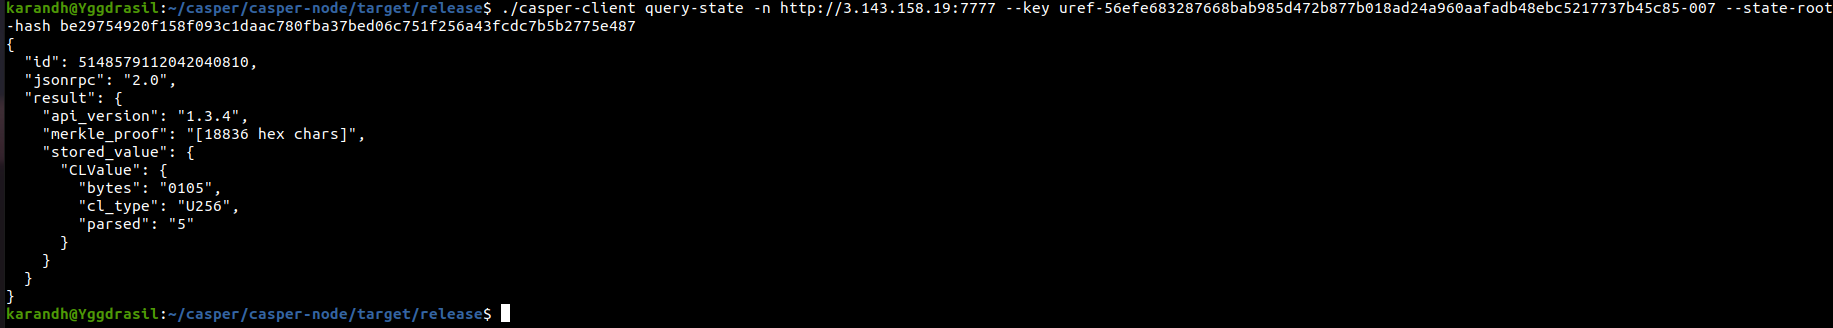 karandh@Yggdrasil:~/casper/casper-node/target/release$ ./casper-client query-state -n http://3.143.158.19:7777 --key uref-56efe683287668bab985d472b877b018ad24a960aafadb48ebc5217737b45c85-007 --state-root
-hash be29754920f158f093c1daac780fba37bed06c751f256a43fcdc7b5b2775e487
{
  "id": 5148579112042040810,
  "jsonrpc": "2.0",
  "result": {
    "api_version": "1.3.4",
    "merkle_proof": "[18836 hex chars]",
    "stored_value": {
      "CLValue": {
        "bytes": "0105",
        "cl_type": "U256",
        "parsed": "5"
      }
    }
  }
}
karandh@Yggdrasil:~/casper/casper-node/target/release$